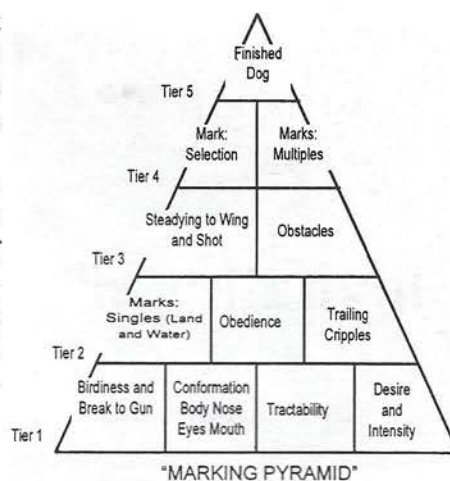 Finished
Dog
Tier 5
Mark:
Selection
Marks:
Multiples
Tier 4
Steadying to Wing
and Shot
Obstacles
Tier 3
Marks:
Singles (Land
and Water)
Obedience
Trailing
Cripples
Tier 2
Birdiness and
Break to Gun
Conformation
Body Nose
Eyes Mouth
Tractability
Desire
and
Intensity
Tier 1
"MARKING PYRAMID"